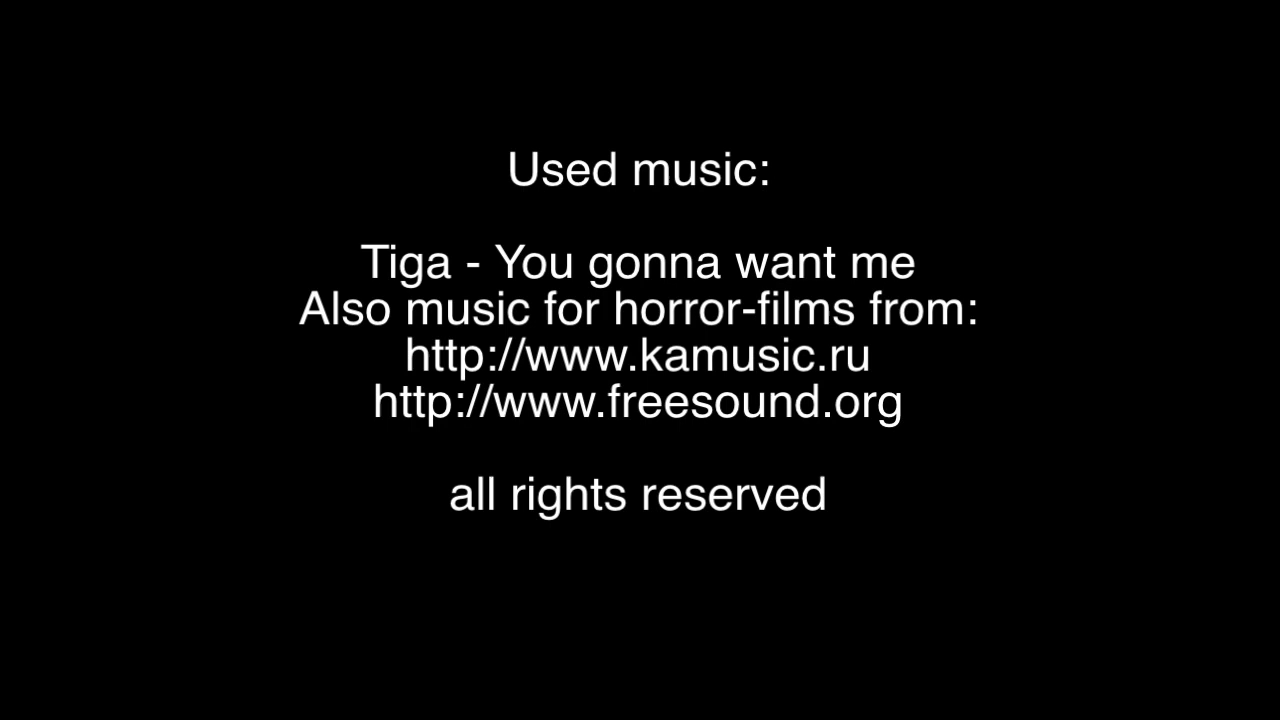 Used music:
Tiga - You gonna want me
Also music for horror-films from:
http://www.kamusic.ru
http://www.freesound.org
all rights reserved